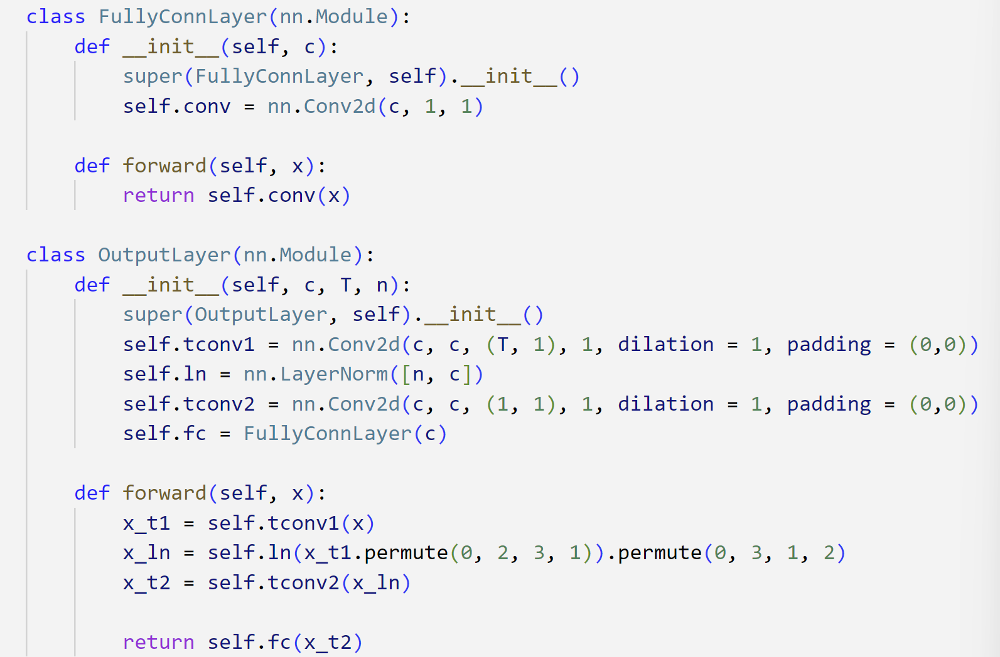 class FullyConnLayer(nn.Module):
    def __init__(self, c):
        super(FullyConnLayer, self).__init__()
        self.conv = nn.Conv2d(c, 1, 1)

    def forward(self, x):
        return self.conv(x)

class OutputLayer(nn.Module):
    def __init__(self, c, T, n):
        super(OutputLayer, self).__init__()
        self.tconv1 = nn.Conv2d(c, c, (T, 1), 1, dilation = 1, padding = (0,0))
        self.ln = nn.LayerNorm([n, c])
        self.tconv2 = nn.Conv2d(c, c, (1, 1), 1, dilation = 1, padding = (0,0))
        self.fc = FullyConnLayer(c)

    def forward(self, x):
        x_t1 = self.tconv1(x)
        x_ln = self.ln(x_t1.permute(0, 2, 3, 1)).permute(0, 3, 1, 2)
        x_t2 = self.tconv2(x_ln)

        return self.fc(x_t2)